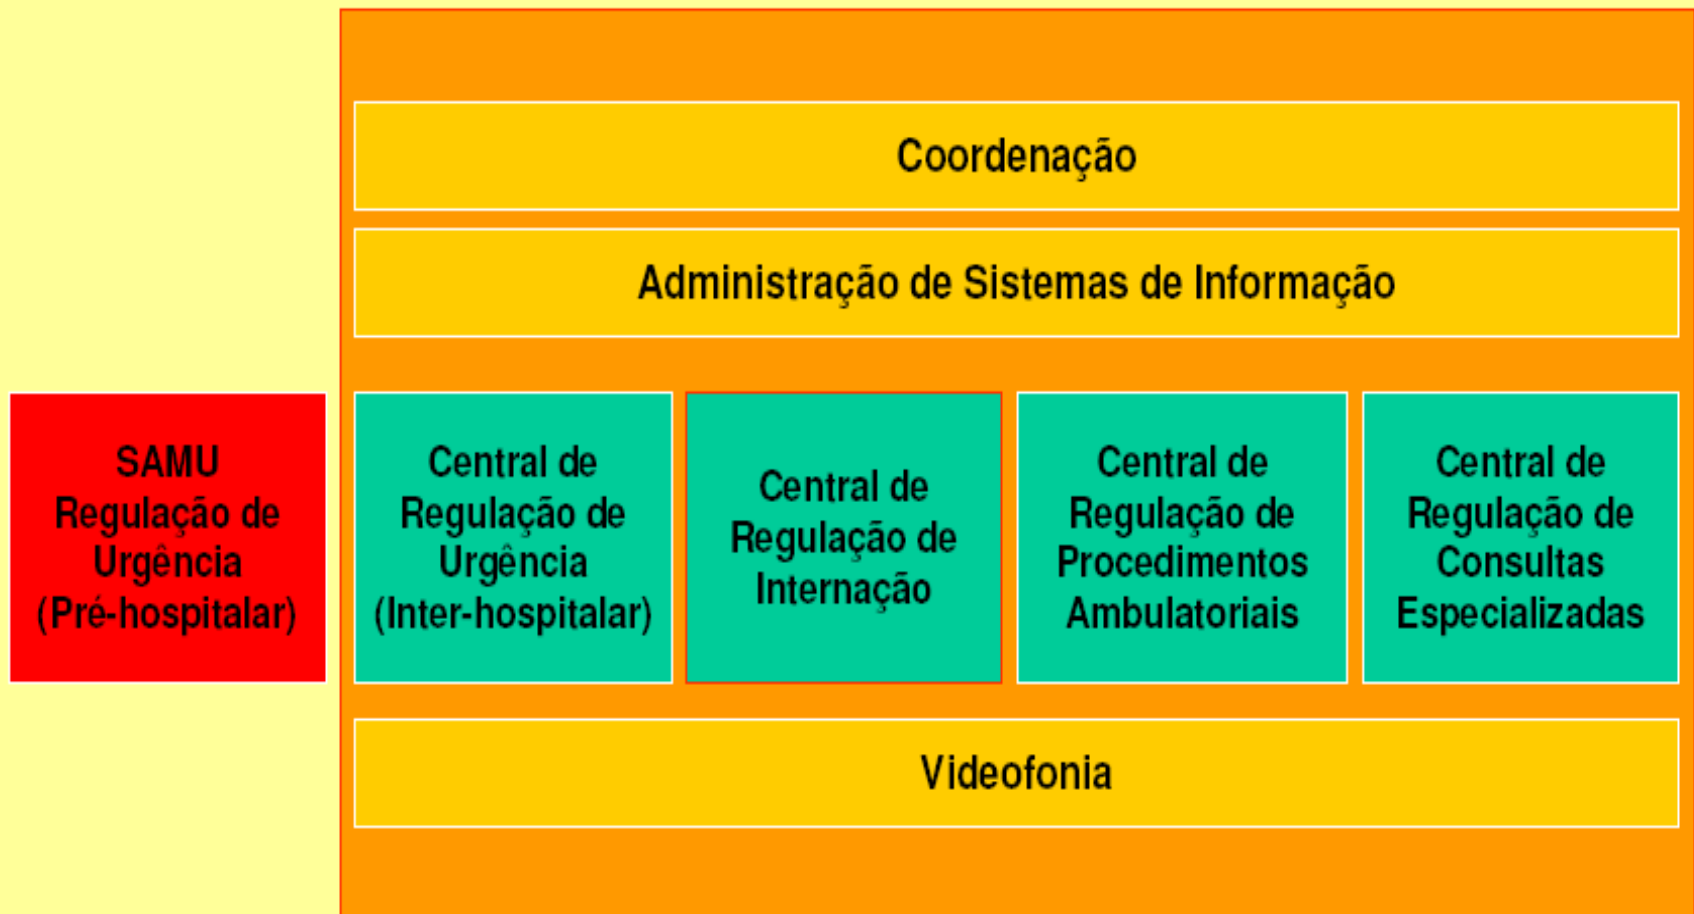 Coordenação
Administração de Sistemas de Informação
SAMU
Regulação de
Urgência
(Pré-hospitalar)
Central de
Regulação de
Urgência
(Inter-hospitalar)
Central de
Regulação de
Internação
Central de
Regulação de
Procedimentos
Ambulatoriais
Central de
Regulação de
Consultas
Especializadas
Videofonia